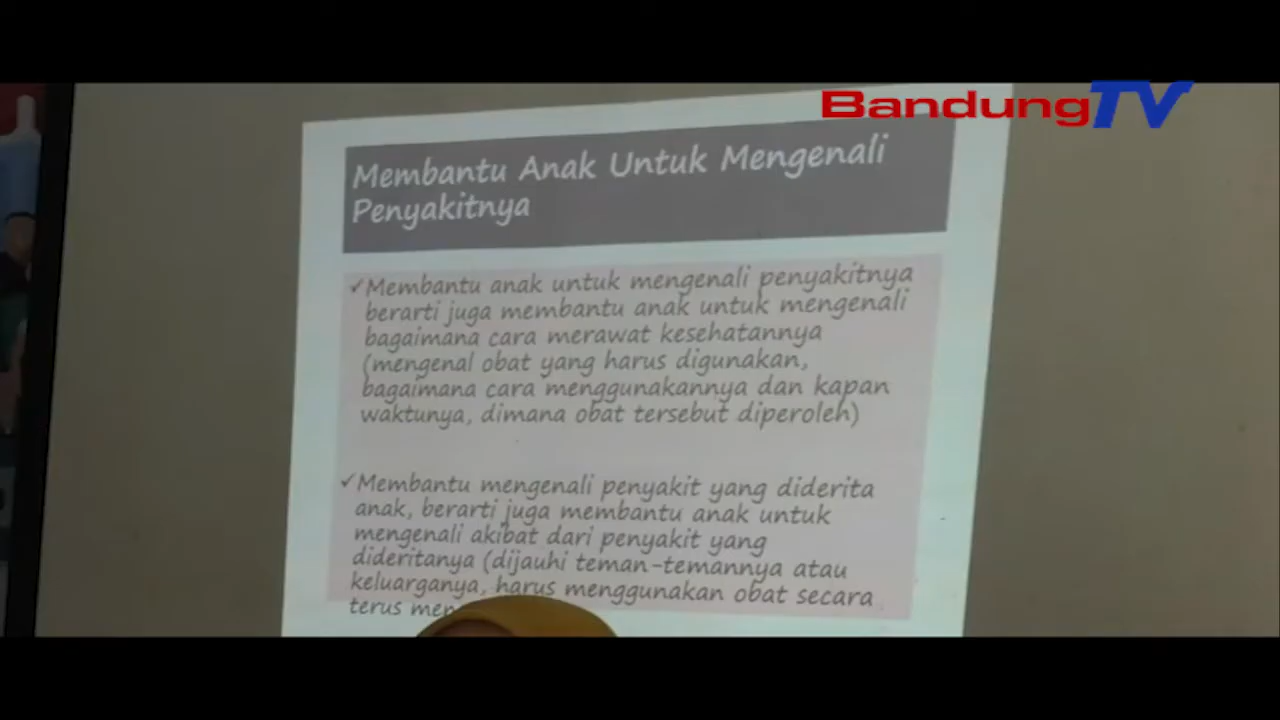 BandungTV
Membantu Anak Untuk Mengenali
Penyakitnya
✓Membantu anak untuk mengenali penyakitnya
berarti juga membantu anak untuk mengenali
bagaimana cara merawat kesehatannya
(mengenal obat yang harus digunakan,
bagaimana cara menggunakannya dan kapan
waktunya, dimana obat tersebut diperoleh)
✓Membantu mengenali penyakit yang diderita
anak, berarti juga membantu anak untuk
mengenali akibat dari penyakit yang
dideritanya (dijauhi teman-temannya atau
keluarganya, harus menggunakan obat secara
terus